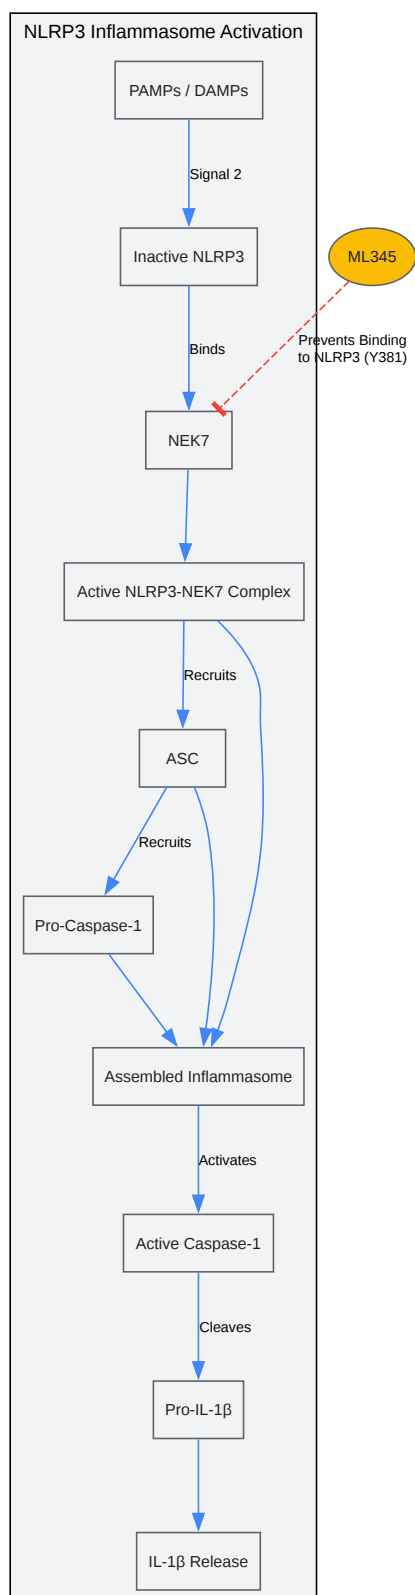 NLRP3 Inflammasome Activation
PAMPs / DAMPs
Signal 2
Inactive NLRP3
ML345
Binds
Prevents Binding
to NLRP3 (Y381)
NEK7
Active NLRP3-NEK7 Complex
Recruits
ASC
Recruits
Pro-Caspase-1
Assembled Inflammasome
Activates
Active Caspase-1
Cleaves
Pro-IL-1β
IL-1β Release